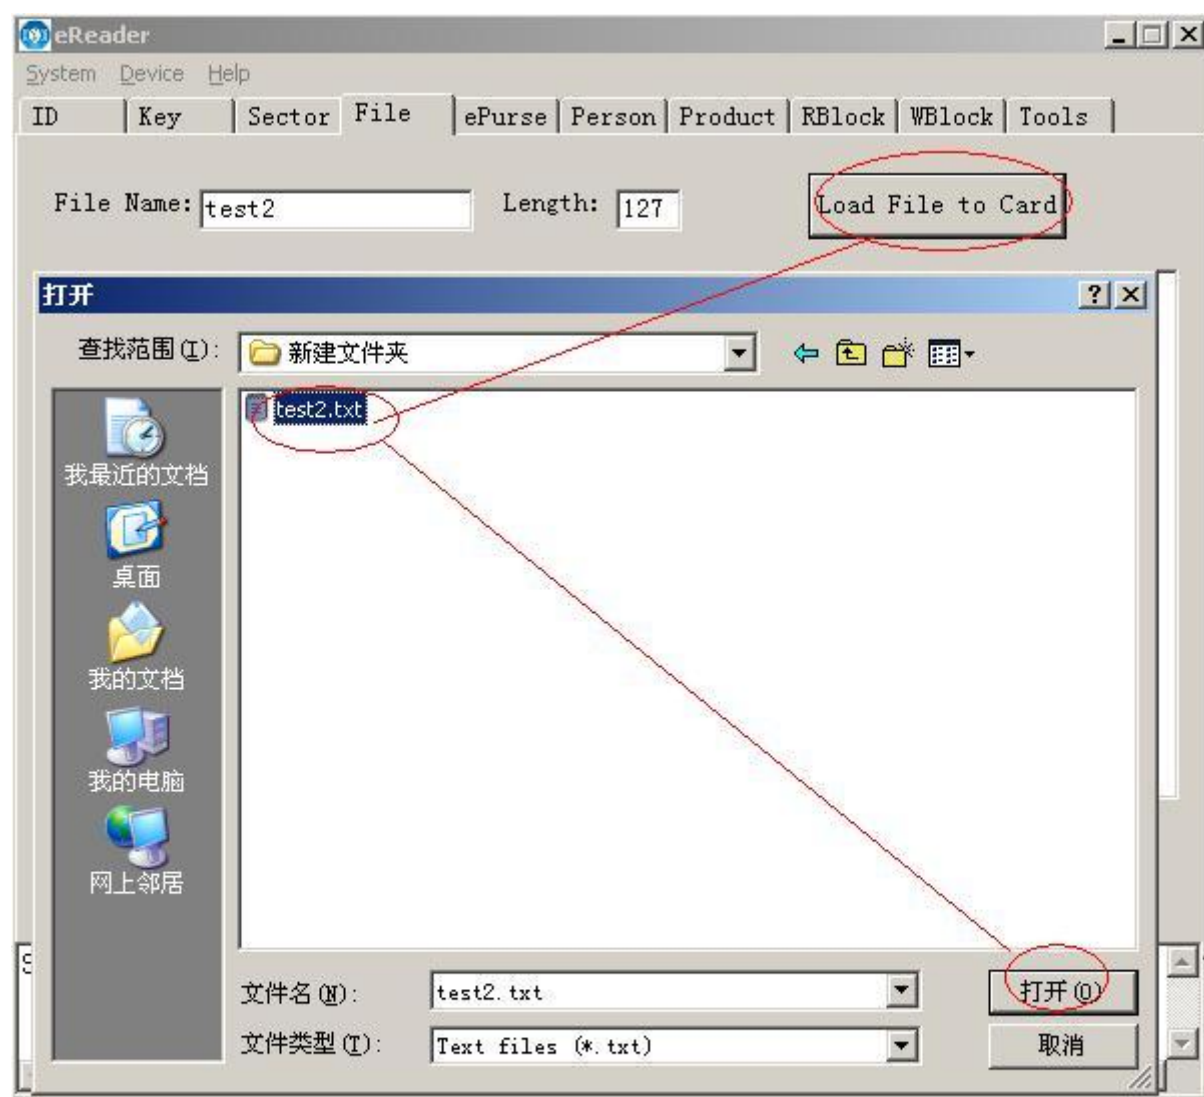 eReader
System Device Help
ID Key Sector File ePurse Person Product RBlock WBlock Tools
File Name: test2 Length: 127 Load File to Card
打开
查找范围(I): 新建文件夹
test2.txt
我最近的文档
桌面
我的文档
我的电脑
网上邻居
文件名(N): test2.txt 打开(O)
文件类型(T): Text files (*.txt) 取消